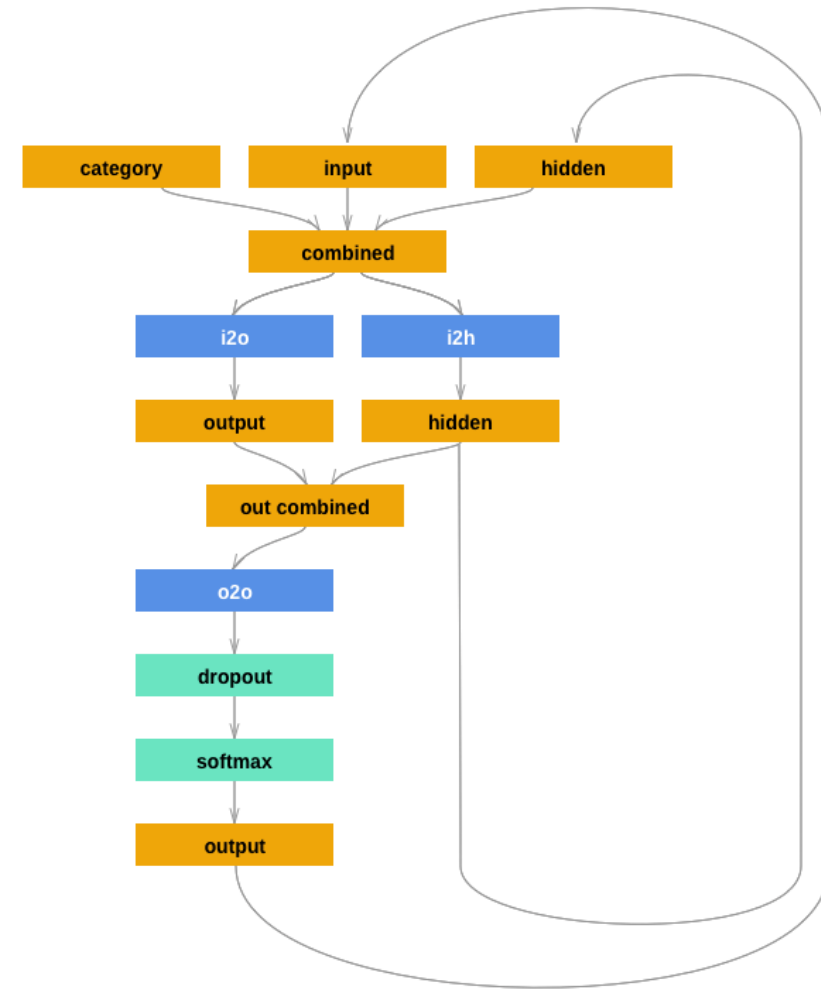 category
input
hidden
combined
i2o
i2h
output
hidden
out combined
o2o
dropout
softmax
output